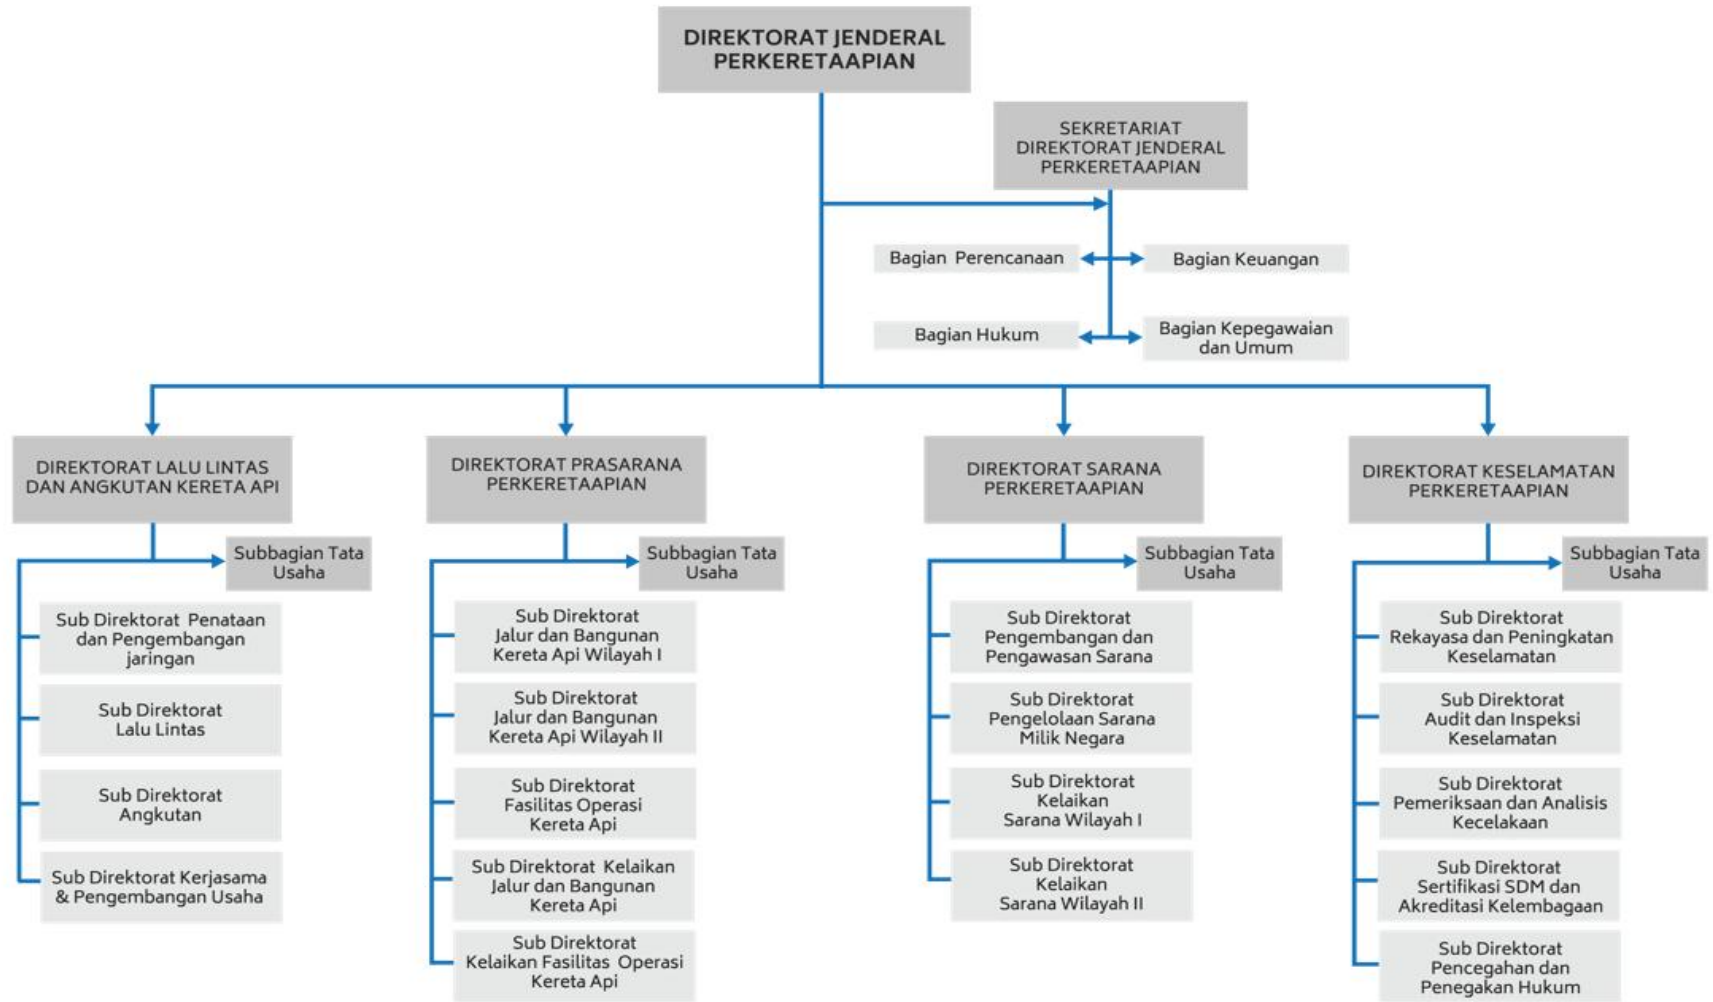 DIREKTORAT JENDERAL
PERKERETAAPIAN
SEKRETARIAT
DIREKTORAT JENDERAL
PERKERETAAPIAN
Bagian Perencanaan
Bagian Keuangan
Bagian Hukum
Bagian Kepegawaian
dan Umum
DIREKTORAT LALU LINTAS
DAN ANGKUTAN KERETA API
Subbagian Tata
Usaha
Sub Direktorat Penataan
dan Pengembangan
jaringan
Sub Direktorat
Lalu Lintas
Sub Direktorat
Angkutan
Sub Direktorat Kerjasama
& Pengembangan Usaha
DIREKTORAT PRASARANA
PERKERETAAPIAN
Subbagian Tata
Usaha
Sub Direktorat
Jalur dan Bangunan
Kereta Api Wilayah I
Sub Direktorat
Jalur dan Bangunan
Kereta Api Wilayah II
Sub Direktorat
Fasilitas Operasi
Kereta Api
Sub Direktorat Kelaikan
Jalur dan Bangunan
Kereta Api
Sub Direktorat
Kelaikan Fasilitas Operasi
Kereta Api
DIREKTORAT SARANA
PERKERETAAPIAN
Subbagian Tata
Usaha
Sub Direktorat
Pengembangan dan
Pengawasan Sarana
Sub Direktorat
Pengelolaan Sarana
Milik Negara
Sub Direktorat
Kelaikan
Sarana Wilayah I
Sub Direktorat
Kelaikan
Sarana Wilayah II
DIREKTORAT KESELAMATAN
PERKERETAAPIAN
Subbagian Tata
Usaha
Sub Direktorat
Rekayasa dan Peningkatan
Keselamatan
Sub Direktorat
Audit dan Inspeksi
Keselamatan
Sub Direktorat
Pemeriksaan dan Analisis
Kecelakaan
Sub Direktorat
Sertifikasi SDM dan
Akreditasi Kelembagaan
Sub Direktorat
Pencegahan dan
Penegakan Hukum